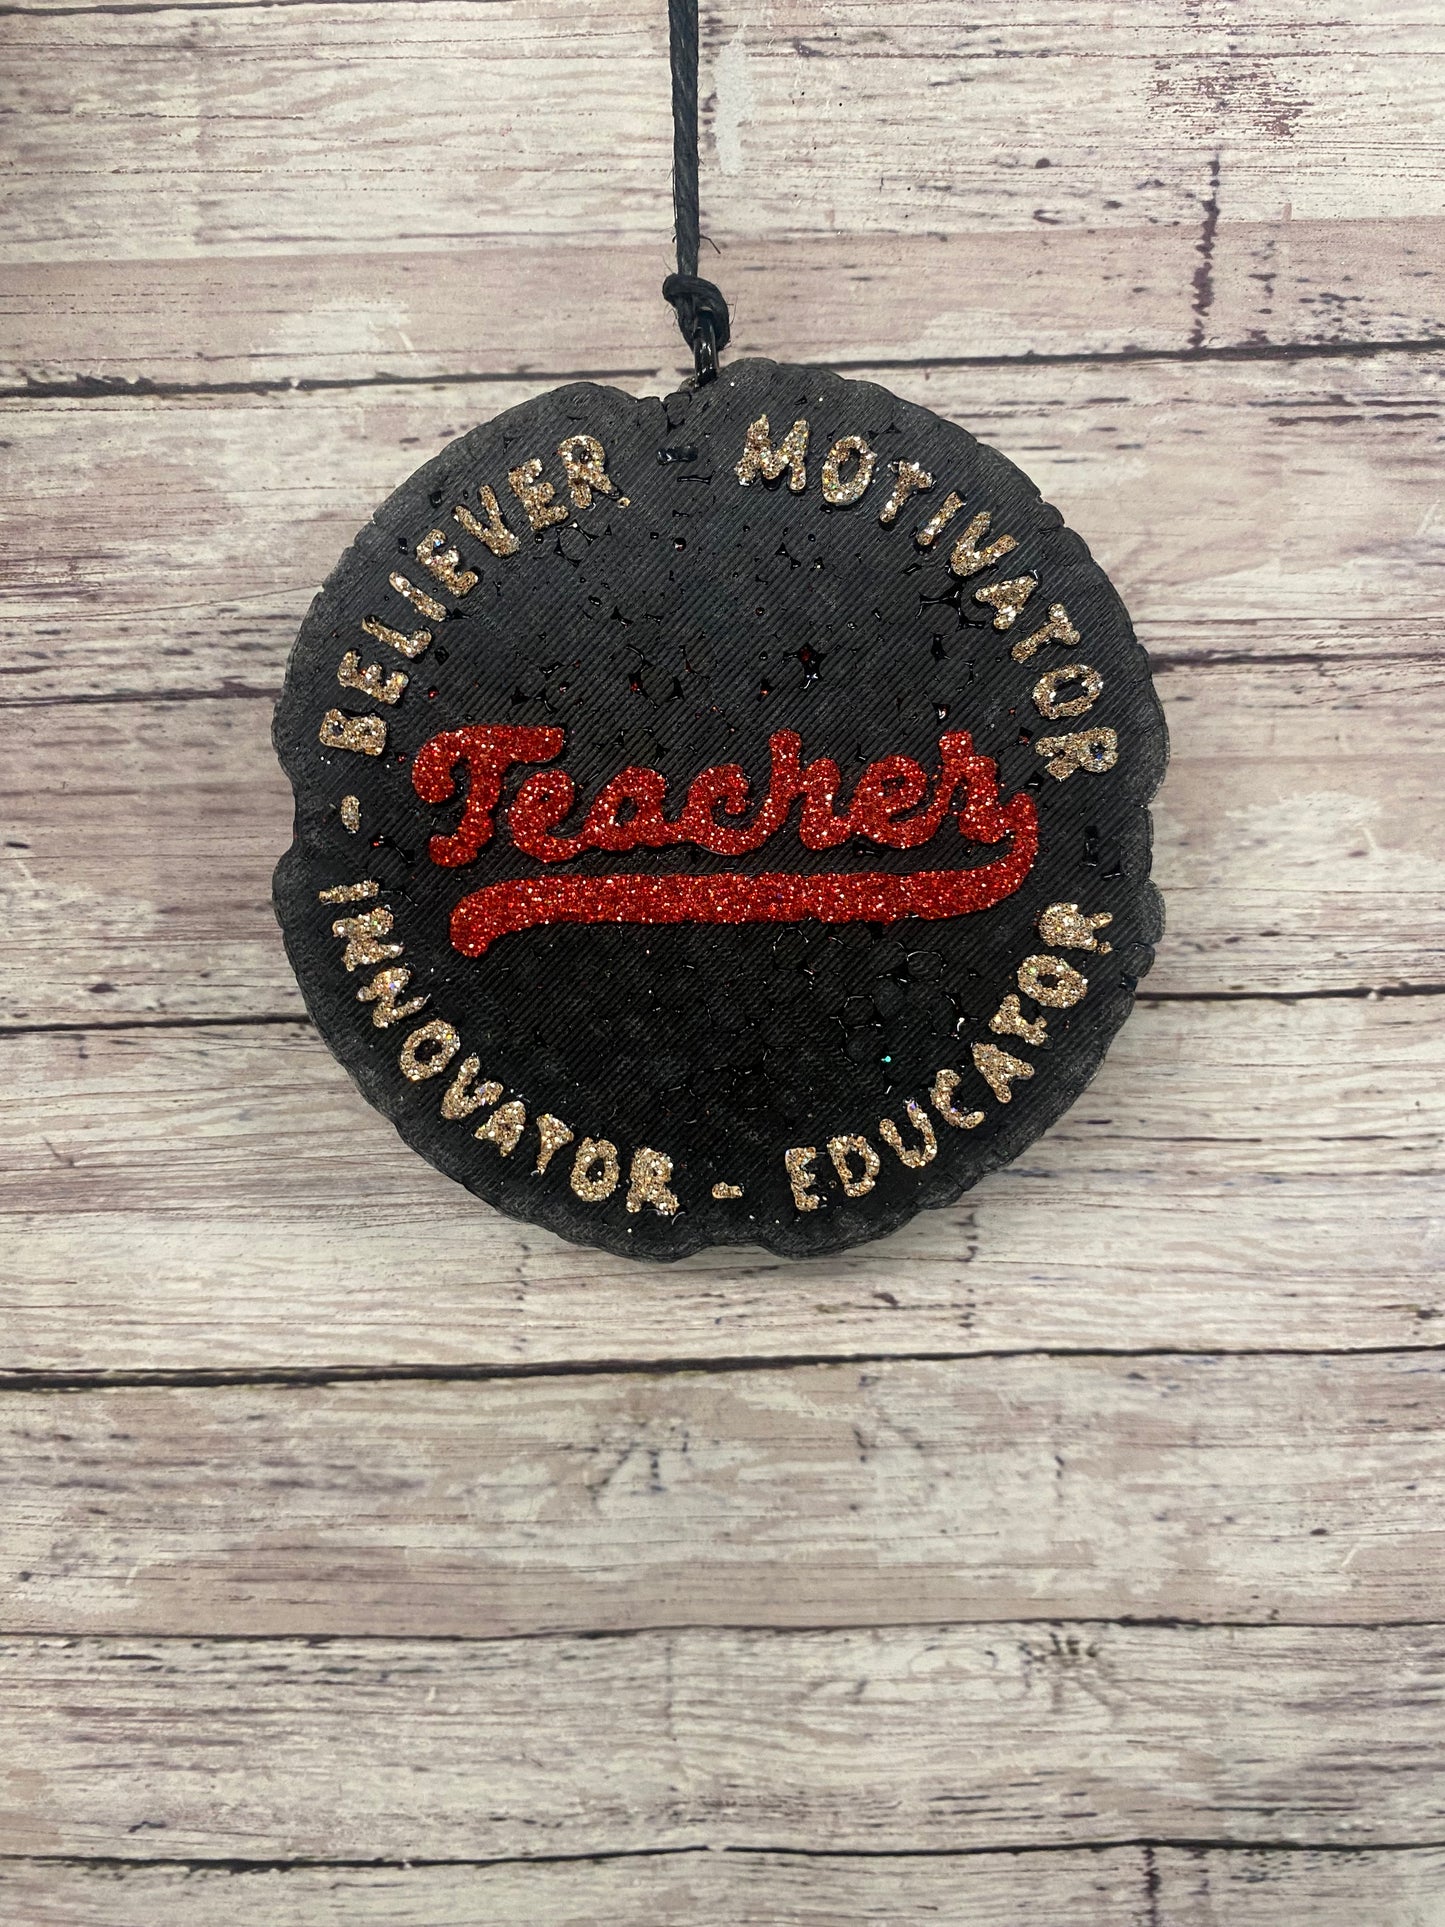 BELIEVER - MOTIVATOR -
Teacher
- INNOVATOR - EDUCATOR